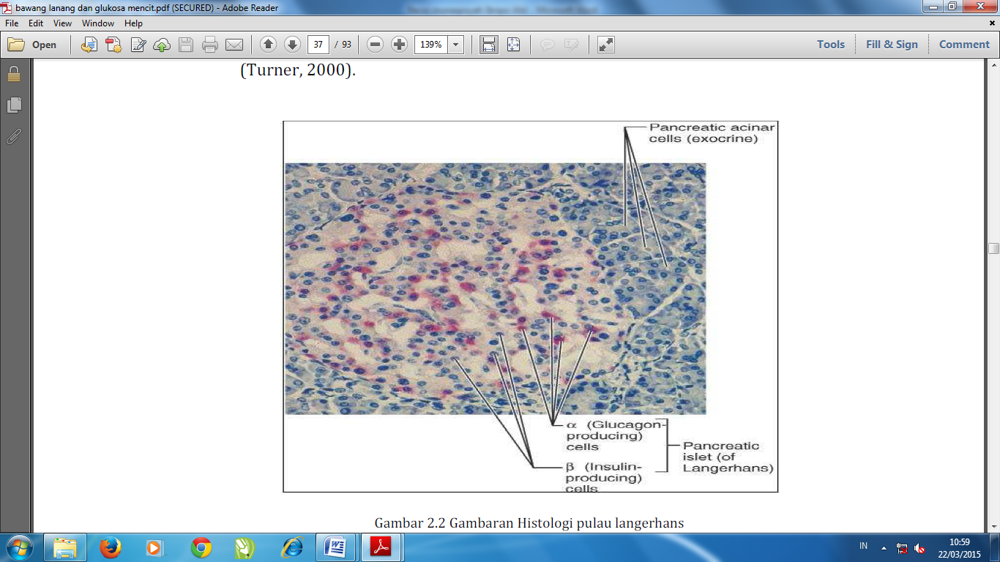 bawang lanang dan glukosa mencit.pdf (SECURED) - Adobe Reader
File Edit View Window Help
Open 37 / 93 139% Tools Fill & Sign Comment
(Turner, 2000).
Pancreatic acinar
cells (exocrine)
α (Glucagon-
producing)
cells
β (Insulin-
producing)
cells
Pancreatic
islet (of
Langerhans)
Gambar 2.2 Gambaran Histologi pulau langerhans
IN 10:59
22/03/2015